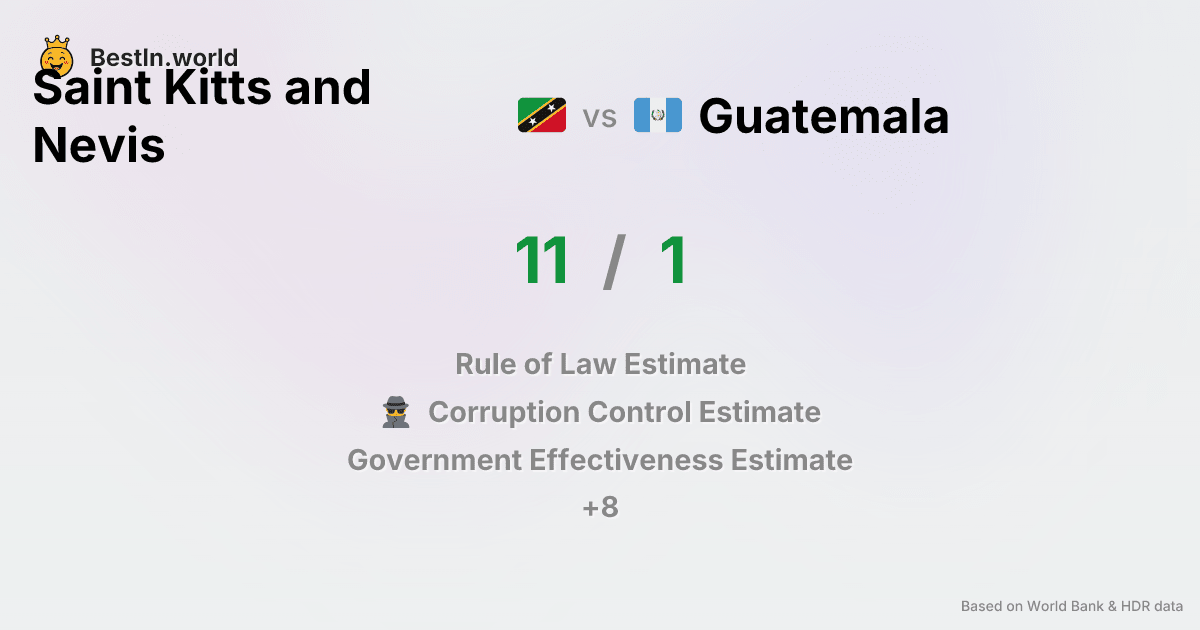 BestIn.world
Saint Kitts and
Nevis
vs
Guatemala
11 / 1
Rule of Law Estimate
Corruption Control Estimate
Government Effectiveness Estimate
+8
Based on World Bank & HDR data